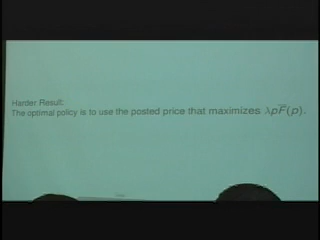 Harder Result:
The optimal policy is to use the posted price that maximizes λpF̅(p).